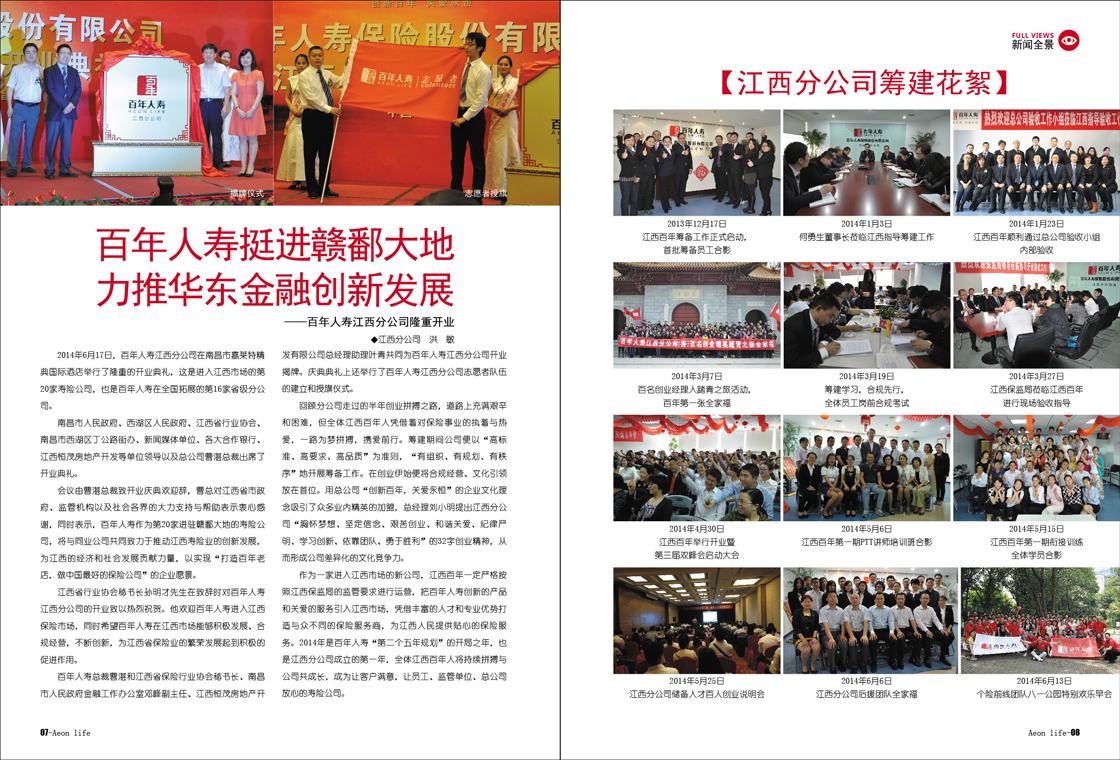 股份有限公司
百年人寿
AEON LIFE
江西分公司
揭牌仪式
年人寿保险股份有限
百年人寿
志愿者
volunteer
志愿者授旗
百年人寿挺进赣鄱大地
力推华东金融创新发展
——百年人寿江西分公司隆重开业
◆江西分公司 洪 敏
2014年6月17日，百年人寿江西分公司在南昌市嘉莱特精
典国际酒店举行了隆重的开业典礼，这是进入江西市场的第
20家寿险公司，也是百年人寿在全国拓展的第16家省级分公
司。
南昌市人民政府、西湖区人民政府、江西省行业协会、
南昌市西湖区丁公路街办、新闻媒体单位、各大合作银行、
江西恒茂房地产开发等单位领导以及总公司曹湛总裁出席了
开业典礼。
会议由曹湛总裁致开业庆典欢迎辞，曹总对江西省市政
府、监管机构以及社会各界的大力支持与帮助表示衷心感
谢，同时表示，百年人寿作为第20家进驻赣鄱大地的寿险公
司，将与同业公司共同致力于推动江西寿险业的创新发展，
为江西的经济和社会发展贡献力量，以实现“打造百年老
店，做中国最好的保险公司”的企业愿景。
江西省行业协会秘书长孙明才先生在致辞时对百年人寿
江西分公司的开业致以热烈祝贺。他欢迎百年人寿进入江西
保险市场，同时希望百年人寿在江西市场能够积极发展、合
规经营，不断创新，为江西省保险业的繁荣发展起到积极的
促进作用。
百年人寿总裁曹湛和江西省保险行业协会秘书长、南昌
市人民政府金融工作办公室邓峰副主任、江西恒茂房地产开
发有限公司总经理助理叶青共同为百年人寿江西分公司开业
揭牌。庆典典礼上还举行了百年人寿江西分公司志愿者队伍
的建立和授旗仪式。
回顾分公司走过的半年创业拼搏之路，道路上充满艰辛
和困难，但全体江西百年人凭借着对保险事业的执着与热
爱，一路为梦拼搏，携爱前行。筹建期间公司便以“高标
准、高要求、高品质”为准则，“有组织、有规划、有秩
序”地开展筹备工作。在创业伊始便将合规经营、文化引领
放在首位。用总公司“创新百年，关爱永恒”的企业文化理
念吸引了众多业内精英的加盟，总经理刘小明提出江西分公
司“胸怀梦想、坚定信念、艰苦创业、和谐关爱、纪律严
明、学习创新、依靠团队、勇于胜利”的32字创业精神，从
而形成公司差异化的文化竞争力。
作为一家进入江西市场的新公司，江西百年一定严格按
照江西保监局的监管要求进行运营，把百年人寿创新的产品
和关爱的服务引入江西市场，凭借丰富的人才和专业优势打
造与众不同的保险服务商，为江西人民提供贴心的保险服
务。2014年是百年人寿“第二个五年规划”的开局之年，也
是江西分公司成立的第一年，全体江西百年人将持续拼搏与
公司共成长，成为让客户满意，让员工、监管单位、总公司
放心的寿险公司。
07-Aeon life
FULL VIEWS
新闻全景
【江西分公司筹建花絮】
2013年12月17日
江西百年筹备工作正式启动，
首批筹备员工合影
2014年1月3日
何勇生董事长莅临江西指导筹建工作
热烈欢迎总公司验收工作小组莅临江西指导验收工作
2014年1月23日
江西百年顺利通过总公司验收小组
内部验收
2014年3月7日
百名创业经理人踏青之旅活动，
百年第一张全家福
2014年3月19日
筹建学习，合规先行，
全体员工岗前合规考试
2014年3月27日
江西保监局莅临江西百年
进行现场验收指导
2014年4月30日
江西百年举行开业暨
第三届双峰会启动大会
2014年5月6日
江西百年第一期PTT讲师培训班合影
2014年5月15日
江西百年第一期衔接训练
全体学员合影
2014年5月25日
江西分公司储备人才百人创业说明会
2014年6月6日
江西分公司后援团队全家福
2014年6月13日
个险前线团队八一公园特别欢乐早会
Aeon life-08